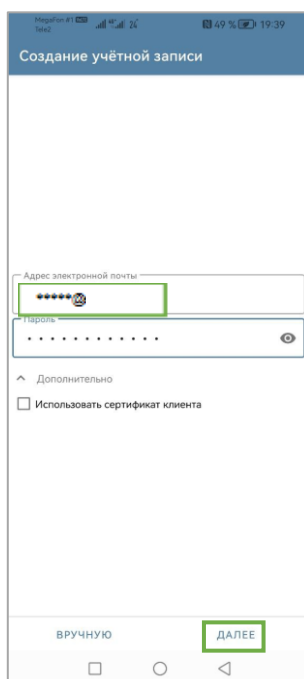 MegaFon #1
Tele2
49 % 19:39
Создание учётной записи
Адрес электронной почты
*****@
Пароль
• • • • • • • • • • • •
Дополнительно
Использовать сертификат клиента
ВРУЧНУЮ ДАЛЕЕ